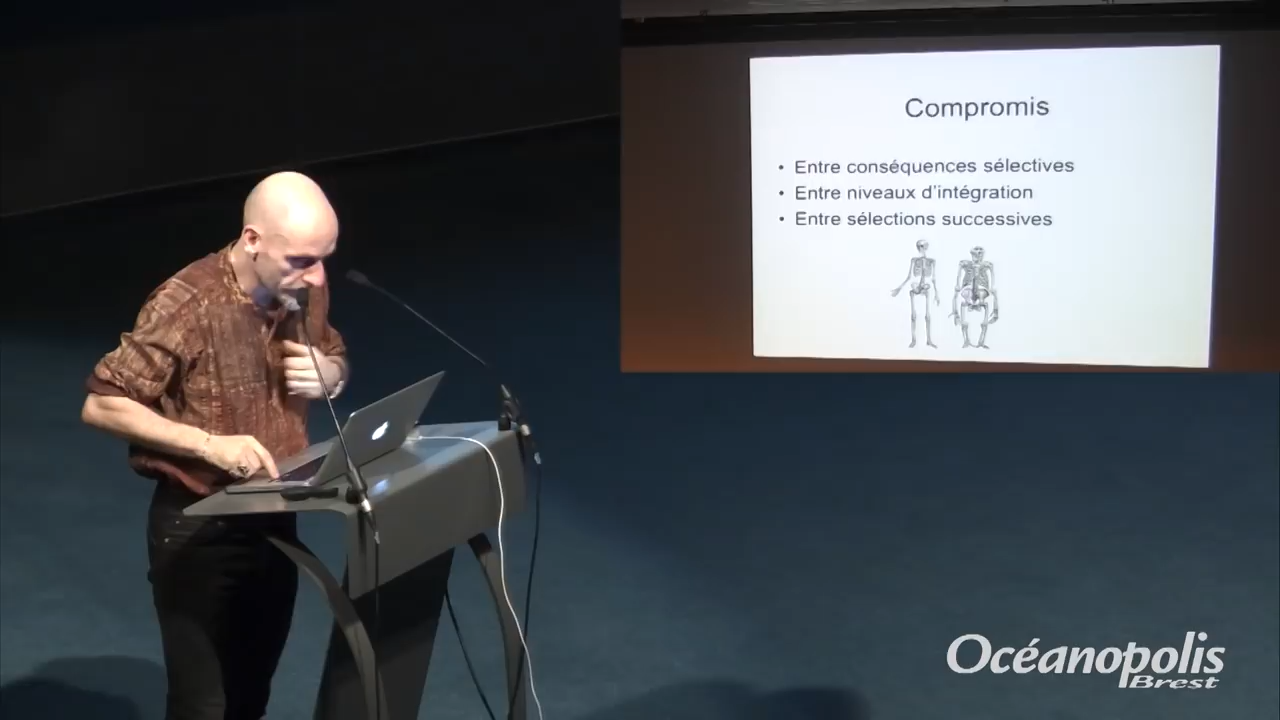 Compromis
• Entre conséquences sélectives
• Entre niveaux d'intégration
• Entre sélections successives
Océanopolis
Brest